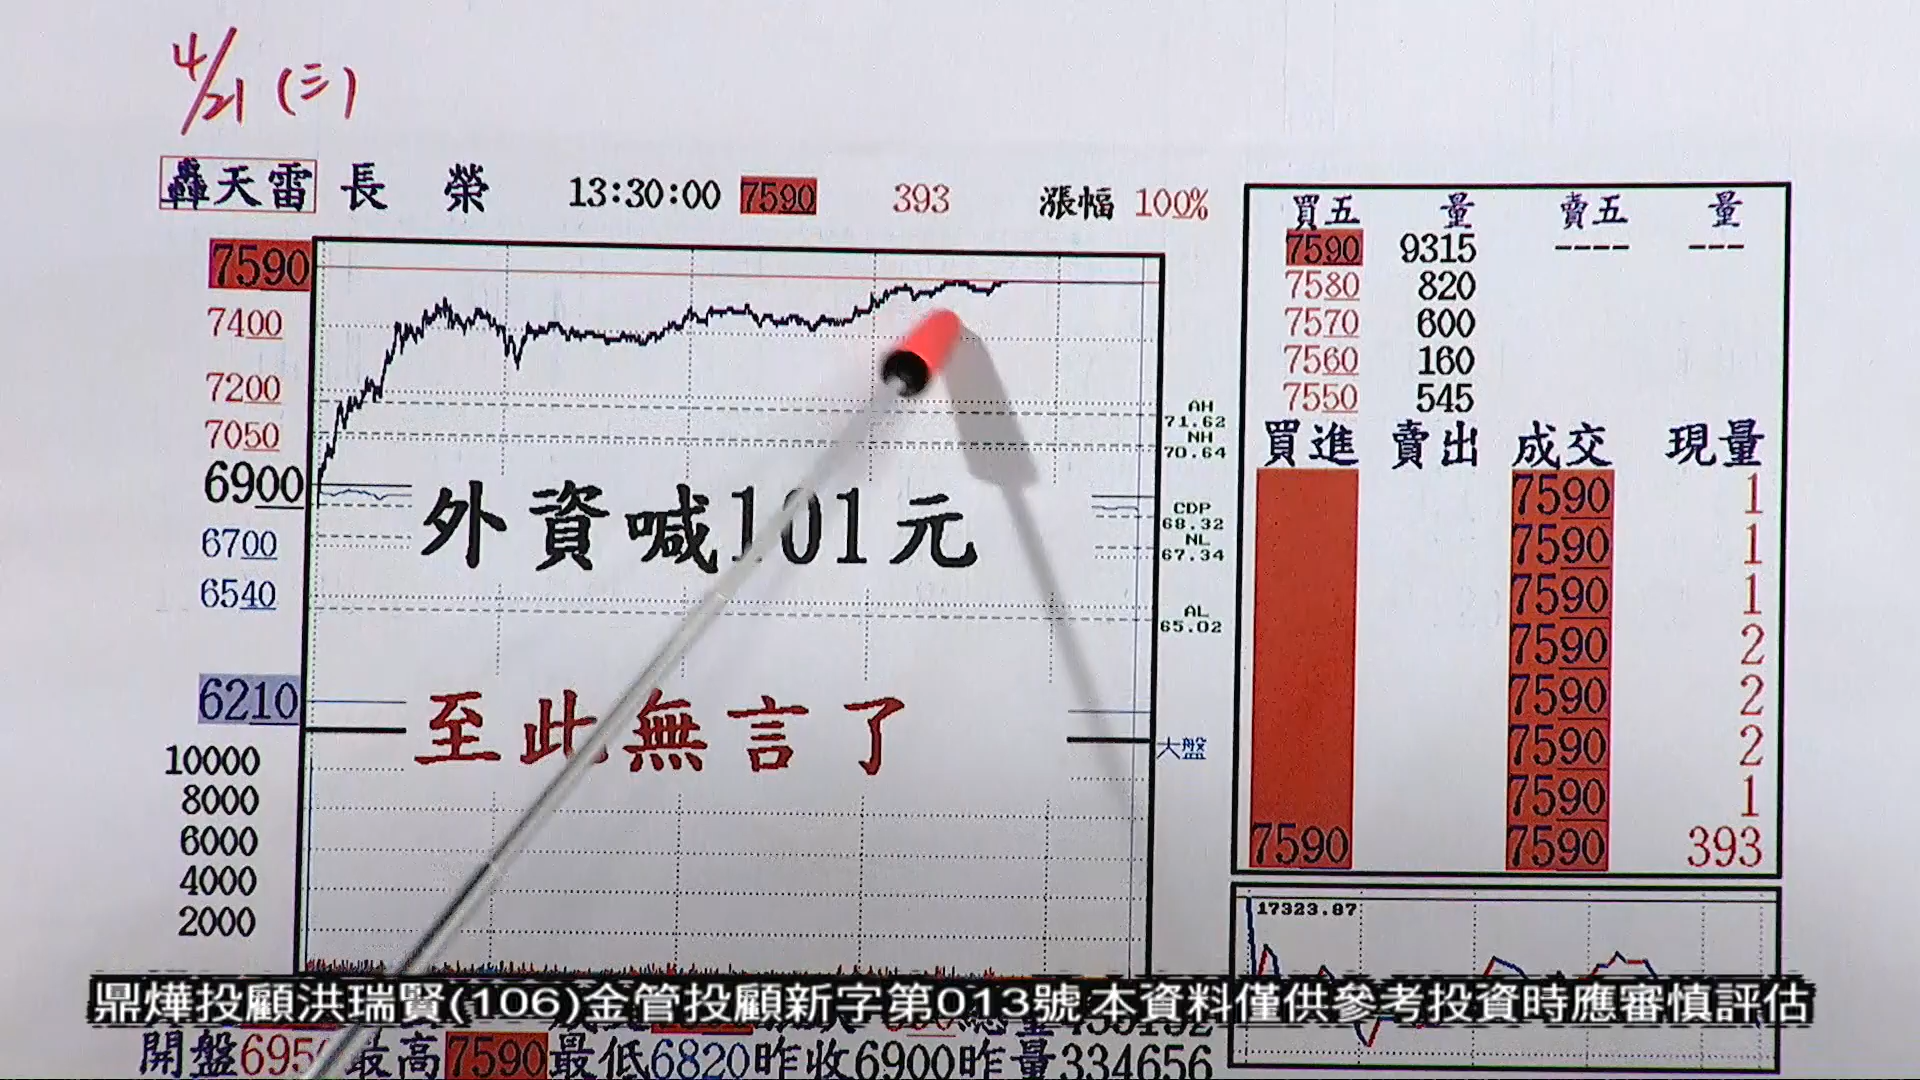 4/21 (三)
轟天雷 長 榮 13:30:00 7590 393 漲幅 100%
7590
7400
7200
7050
6900
6700
6540
6210
10000
8000
6000
4000
2000
外資喊101元
至此無言了
AH
71.62
NH
70.64
CDP
68.32
NL
67.34
AL
65.02
大盤
買五 量 賣五 量
7590 9315 ---- ---
7580 820
7570 600
7560 160
7550 545
買進 賣出 成交 現量
7590 1
7590 1
7590 1
7590 2
7590 2
7590 2
7590 1
7590 7590 393
17323.87
鼎燁投顧洪瑞賢(106)金管投顧新字第013號 本資料僅供參考投資時應審慎評估
開盤 最高7590最低6820昨收6900昨量334656